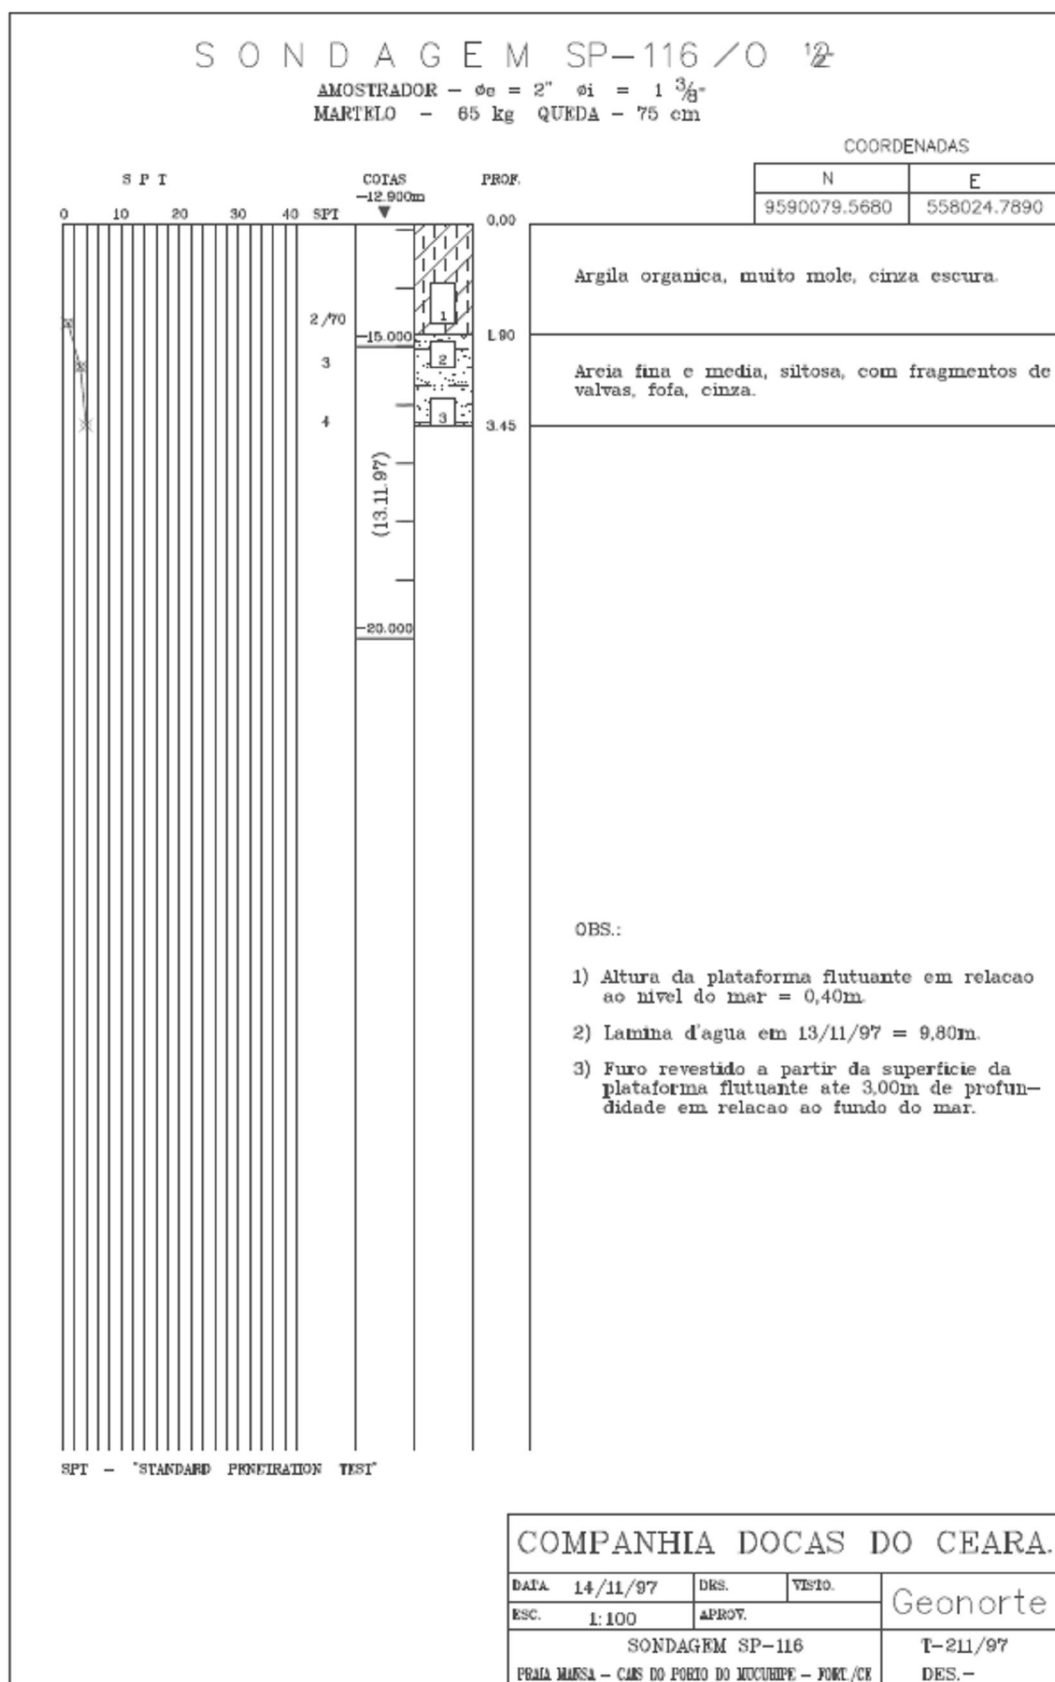 SONDAGEM SP-116/O 1/2
AMOSTRADOR - øe = 2" øi = 1 3/8"
MARTELO - 65 kg QUEDA - 75 cm
COORDENADAS
N E
9590079.5680 558024.7890
SPT COTAS PROF.
-12.900m
0 10 20 30 40 SPT 0,00
Argila organica, muito mole, cinza escura.
1
2/70
-15.000 1.90
2
3
Areia fina e media, siltosa, com fragmentos de
valvas, fofa, cinza.
3
4 3.45
(13.11.97)
-20.000
OBS.:
1) Altura da plataforma flutuante em relacao
ao nivel do mar = 0,40m.
2) Lamina d'agua em 13/11/97 = 9,80m.
3) Furo revestido a partir da superficie da
plataforma flutuante ate 3,00m de profun-
didade em relacao ao fundo do mar.
SPT - "STANDARD PENETRATION TEST"
COMPANHIA DOCAS DO CEARA.
DATA 14/11/97 DES. VISTO.
Geonorte
ESC. 1:100 APROV.
SONDAGEM SP-116 T-211/97
PRAIA MANSA - CAIS DO PORTO DO MUCURIPE - FORT./CE DES.-